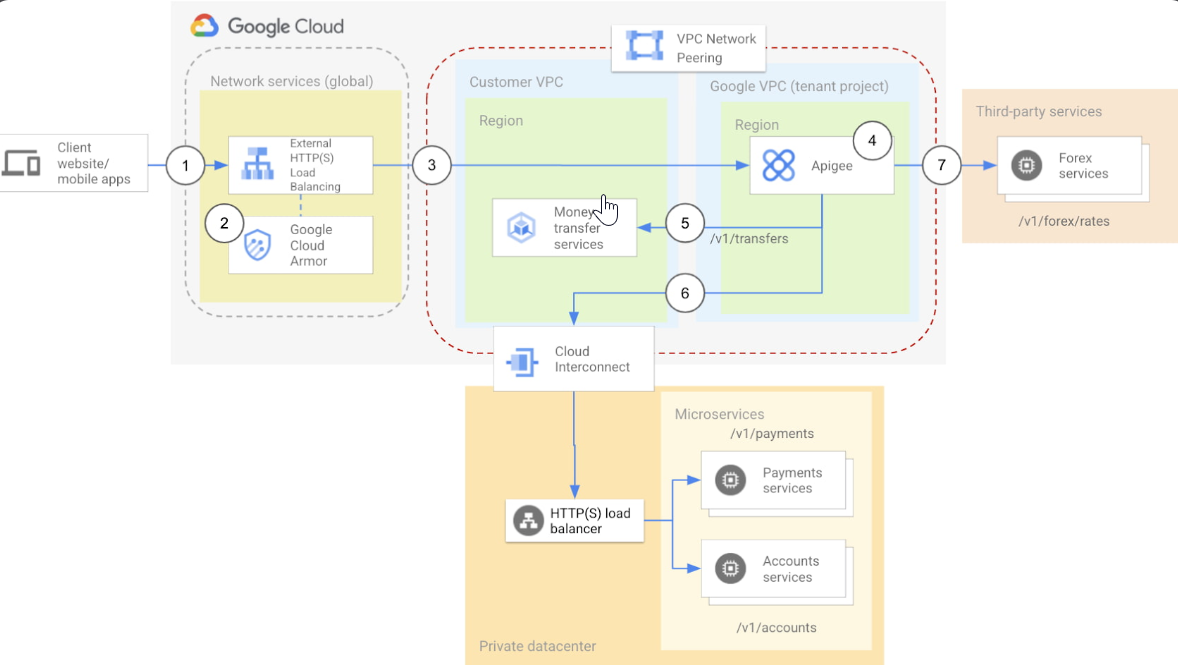 Google Cloud
VPC Network
Peering
Network services (global)
Customer VPC
Google VPC (tenant project)
Third-party services
Client
website/
mobile apps
1
External
HTTP(S)
Load
Balancing
3
Region
Region
4
Apigee
7
Forex
services
/v1/forex/rates
2
Google
Cloud
Armor
Money
transfer
services
5
/v1/transfers
6
Cloud
Interconnect
Microservices
/v1/payments
Payments
services
HTTP(S) load
balancer
Accounts
services
/v1/accounts
Private datacenter